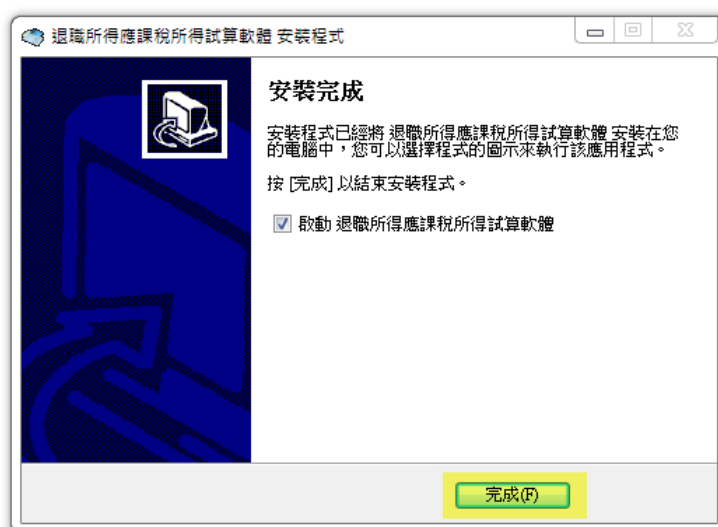 退職所得應課稅所得試算軟體 安裝程式
安裝完成
安裝程式已經將 退職所得應課稅所得試算軟體 安裝在您
的電腦中，您可以選擇程式的圖示來執行該應用程式。
按 [完成] 以結束安裝程式。
啟動 退職所得應課稅所得試算軟體
完成(F)